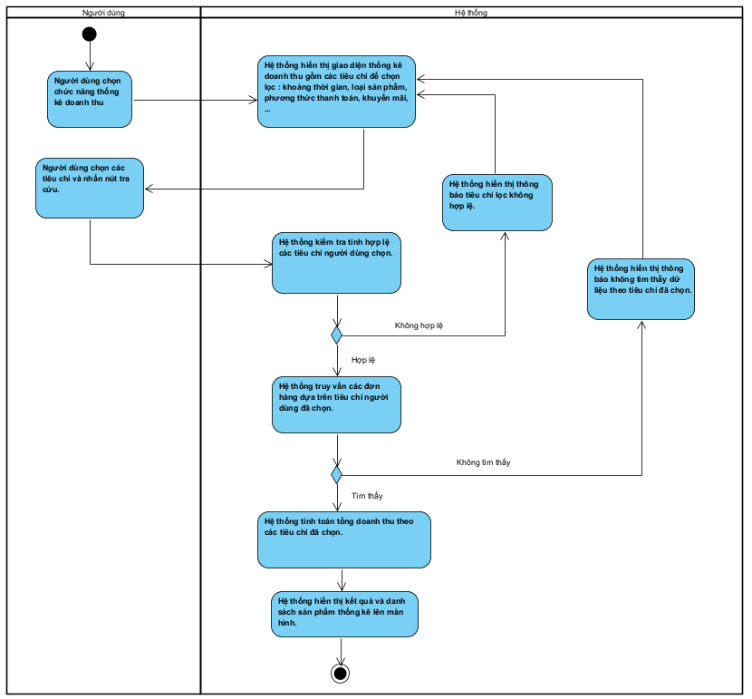 Người dùng
Hệ thống
Người dùng chọn
chức năng thống
kê doanh thu
Hệ thống hiển thị giao diện thống kê
doanh thu gồm các tiêu chí để chọn
lọc : khoảng thời gian, loại sản phẩm,
phương thức thanh toán, khuyến mãi,
...
Người dùng chọn các
tiêu chí và nhấn nút tra
cứu.
Hệ thống hiển thị thông
báo tiêu chí lọc không
hợp lệ.
Hệ thống kiểm tra tính hợp lệ
các tiêu chí người dùng chọn.
Hệ thống hiển thị thông
báo không tìm thấy dữ
liệu theo tiêu chí đã chọn.
Không hợp lệ
Hợp lệ
Hệ thống truy vấn các đơn
hàng dựa trên tiêu chí người
dùng đã chọn.
Không tìm thấy
Tìm thấy
Hệ thống tính toán tổng doanh thu theo
các tiêu chí đã chọn.
Hệ thống hiển thị kết quả và danh
sách sản phẩm thống kê lên màn
hình.